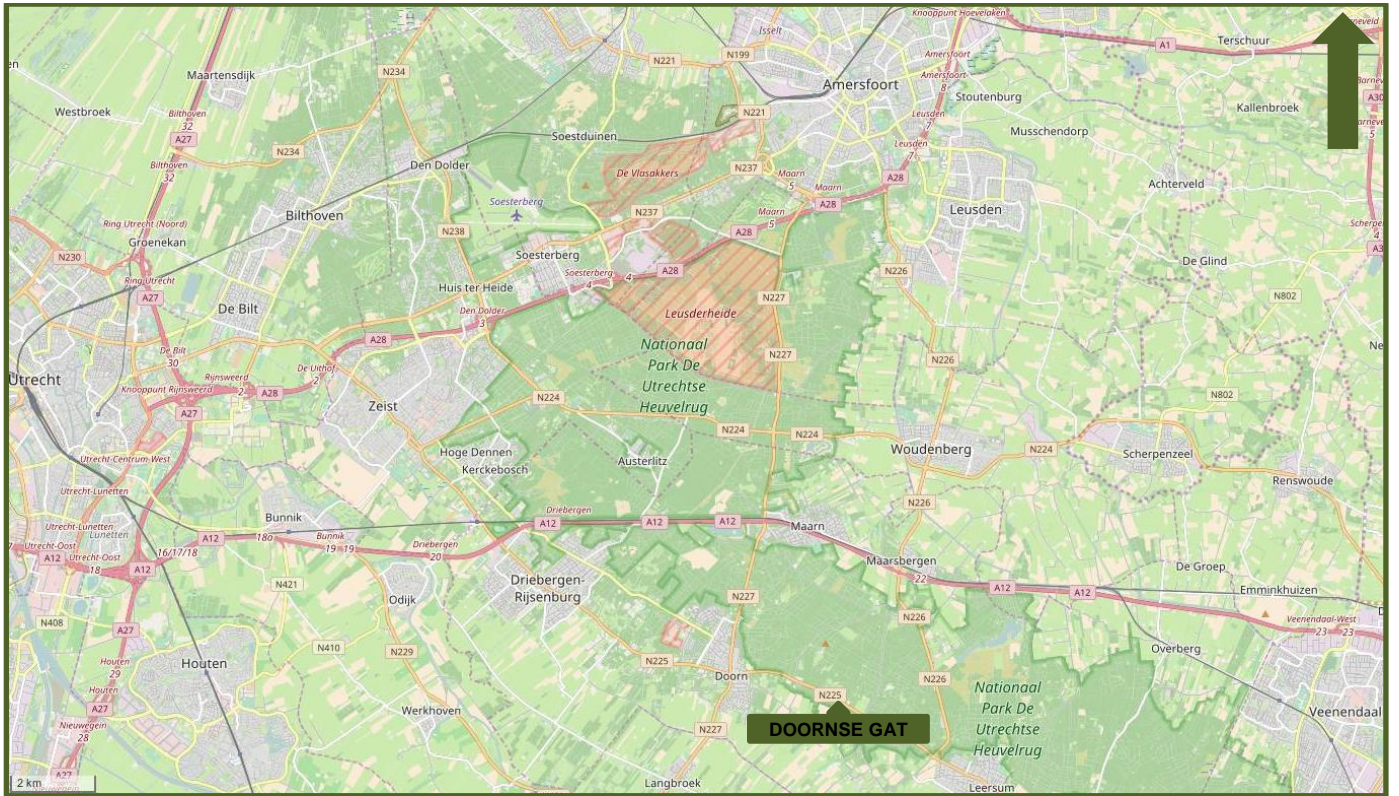 Knooppunt Hoevelaken
Isselt
N199
A1
Terschuur
N221
N234
Maartensdijk
Amersfoort
Amersfoort
8
Stoutenburg
Kallenbroek
A30
Westbroek
Bilthoven
32
A27
N221
Soestduinen
Musschendorp
Leusden
7
N234
Den Dolder
De Vlasakkers
N237
Maarn
5
Leusden
7
Bilthoven
32
A28
Achterveld
Soesterberg
Maarn
A28
Bilthoven
N237
Maarn
5
Leusden
Ring Utrecht (Noord)
Groenekan
N238
A28
N230
Soesterberg
Soesterberg
4
A28
N226
De Glind
Ring Utrecht
Huis ter Heide
4
N227
N802
A27
De Bilt
Den Dolder
3
Leusderheide
Nationaal
Park De
Utrechtse
Heuvelrug
De Bilt
30
A28
N227
N226
Utrecht
De Uithof
2
Rijnsweerd
2
Knooppunt Rijnsweerd
A28
N802
A27
Zeist
N224
N224
N224
Woudenberg
N224
Scherpenzeel
Hoge Dennen
Kerckebosch
Austerlitz
Utrecht-Centrum-West
Renswoude
Utrecht-Lunetten
N226
Utrecht-Lunetten
Lunetten
Bunnik
Driebergen
A12
A12
A12
Maarn
A12
18a
Bunnik
19
19
Driebergen
20
Utrecht-Oost
A12
Utrecht-Oost
18
16/17/18
A12
Maarsbergen
22
De Groep
N421
Driebergen-
Rijsenburg
A12
A12
Emminkhuizen
Odijk
N227
N226
N408
A27
Veenendaal-West
23
23
N410
N229
Houten
Houten
29
N225
Doorn
Overberg
N226
Houten
A27
Werkhoven
N225
Nationaal
Park De
Utrechtse
Heuvelrug
Veenendaal
Nieuwegein
28
N227
DOORNSE GAT
A27
2 km
Langbroek
Leersum